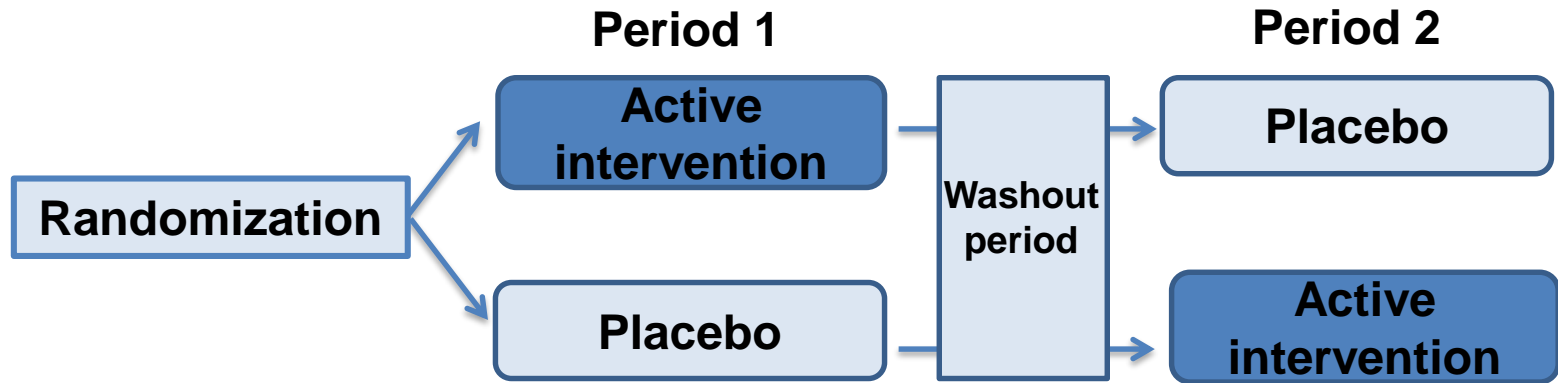 Period 1
Period 2
Randomization
Active
intervention
Placebo
Washout
period
Placebo
Active
intervention